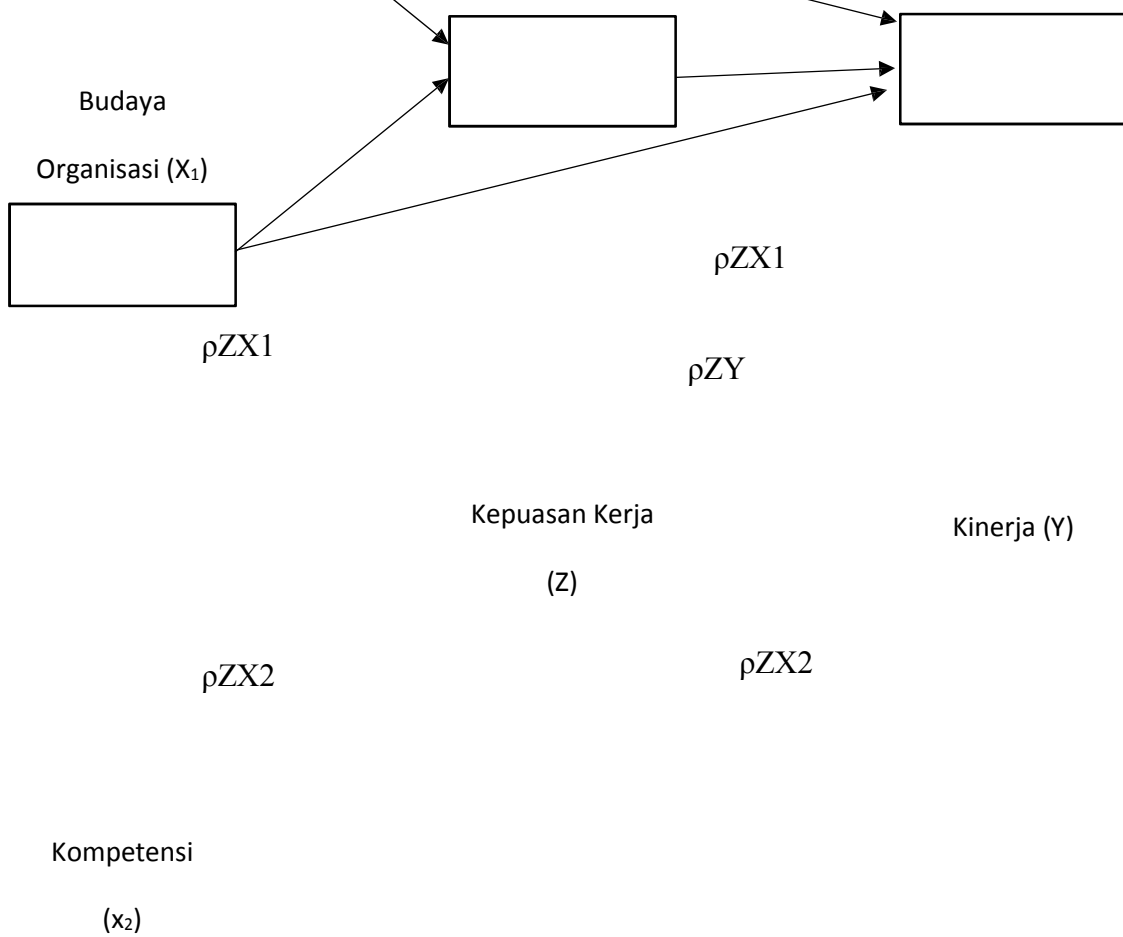 Budaya
Organisasi (X₁)
ρZX1
ρZX1
ρZY
Kepuasan Kerja
(Z)
Kinerja (Y)
ρZX2
ρZX2
Kompetensi
(x₂)